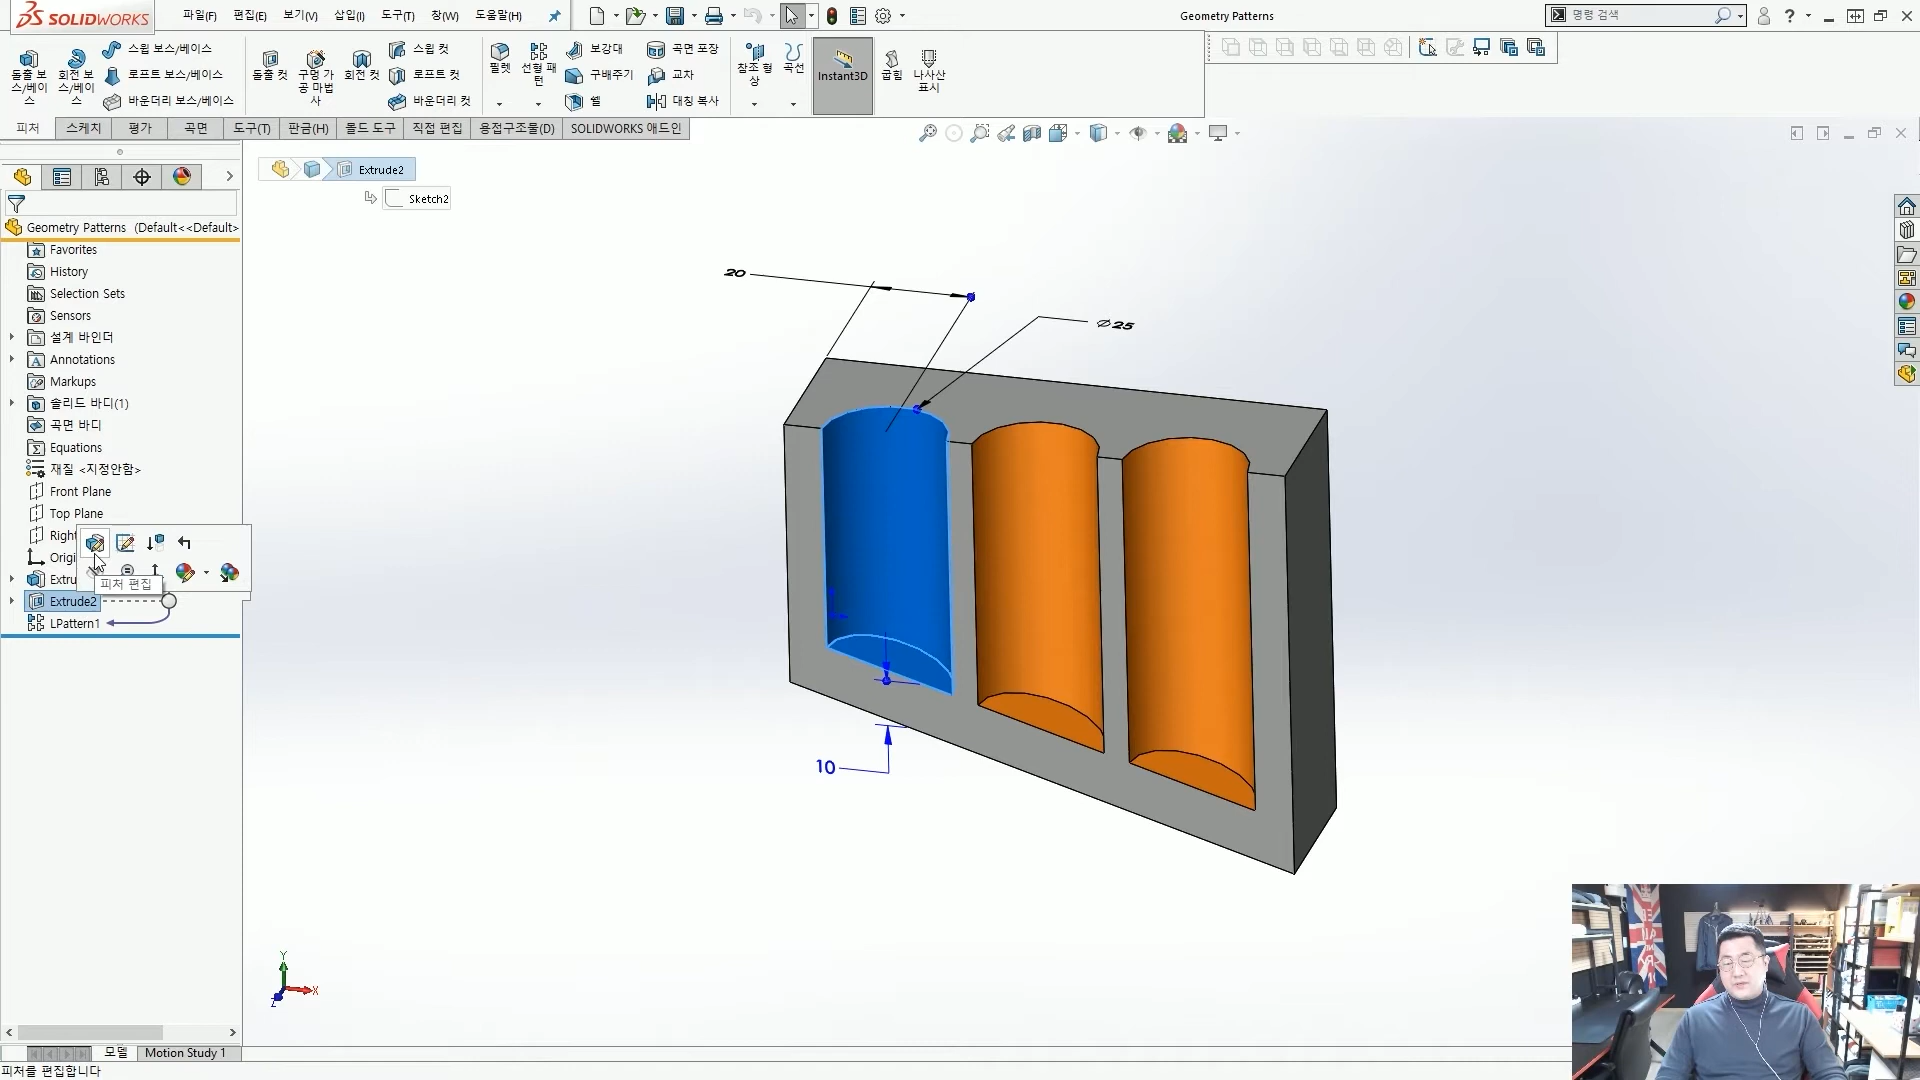 SOLIDWORKS
파일(F) 편집(E) 보기(V) 삽입(I) 도구(T) 창(W) 도움말(H)
Geometry Patterns
명령 검색
돌출 보스/베이스
회전 보스/베이스
스윕 보스/베이스
로프트 보스/베이스
바운더리 보스/베이스
돌출 컷
구멍 가공 마법사
회전 컷
스윕 컷
로프트 컷
바운더리 컷
필렛
선형 패턴
보강대
구배주기
쉘
곡면 포장
교차
대칭 복사
참조 형상
곡선
Instant3D
굽힘
나사산 표시
피처 스케치 평가 곡면 도구(T) 판금(H) 몰드 도구 직접 편집 용접구조물(D) SOLIDWORKS 애드인
Extrude2
Sketch2
Geometry Patterns (Default<<Default>
Favorites
History
Selection Sets
Sensors
설계 바인더
Annotations
Markups
솔리드 바디(1)
곡면 바디
Equations
재질 <지정안함>
Front Plane
Top Plane
Right
Origi
Extru
피처 편집
Extrude2
LPattern1
20
⌀25
10
Y
X
Z
모델 Motion Study 1
피처를 편집합니다